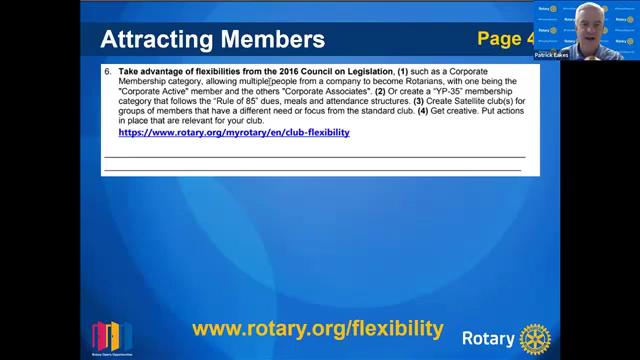 Attracting Members
Page 4
Rotary
Patrick Eakes
6. Take advantage of flexibilities from the 2016 Council on Legislation, (1) such as a Corporate
Membership category, allowing multiple people from a company to become Rotarians, with one being the
"Corporate Active" member and the others "Corporate Associates". (2) Or create a "YP-35" membership
category that follows the "Rule of 85" dues, meals and attendance structures. (3) Create Satellite club(s) for
groups of members that have a different need or focus from the standard club. (4) Get creative. Put actions
in place that are relevant for your club.
https://www.rotary.org/myrotary/en/club-flexibility
www.rotary.org/flexibility
Rotary
Rotary Opens Opportunities